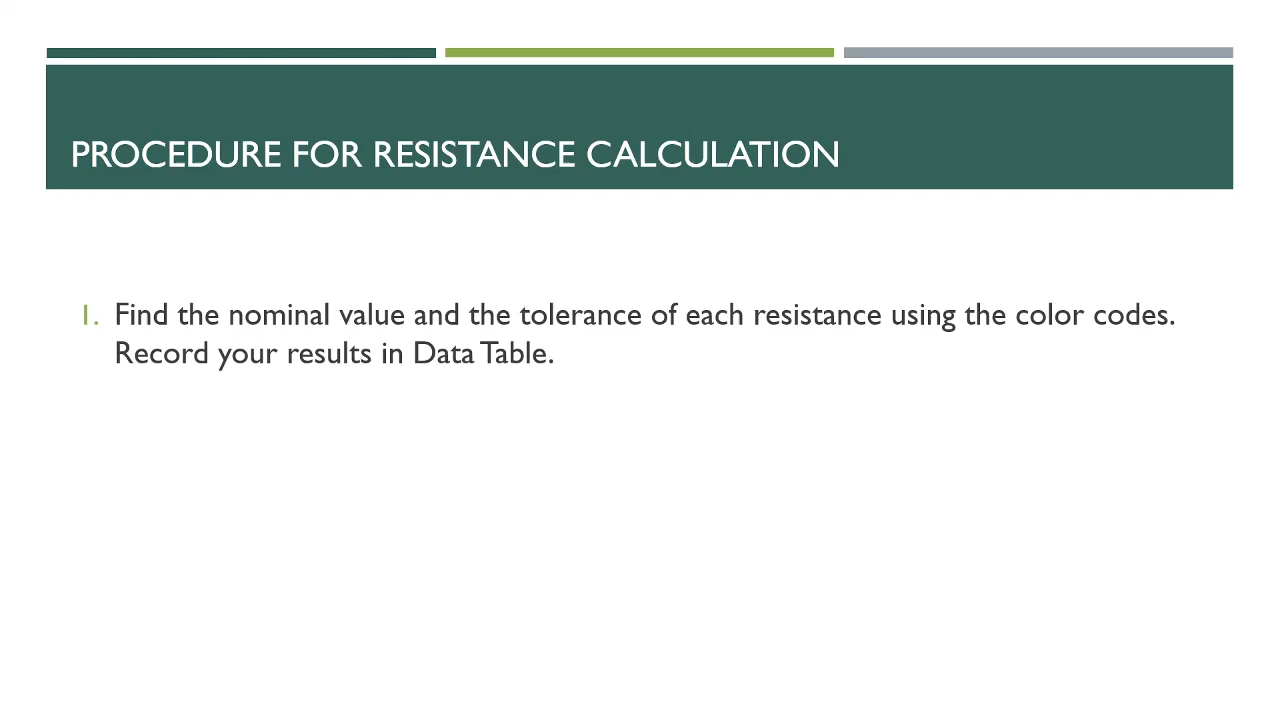 PROCEDURE FOR RESISTANCE CALCULATION
1. Find the nominal value and the tolerance of each resistance using the color codes.
Record your results in Data Table.